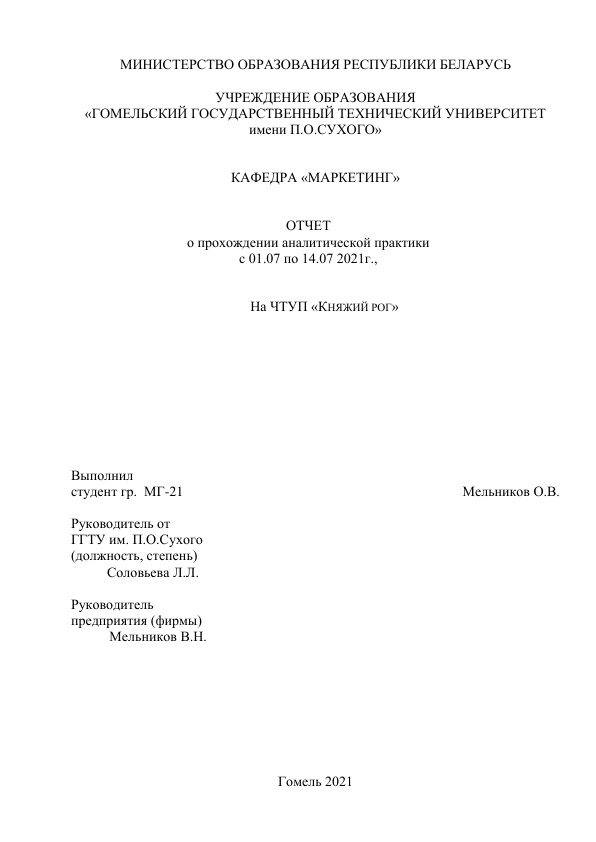 МИНИСТЕРСТВО ОБРАЗОВАНИЯ РЕСПУБЛИКИ БЕЛАРУСЬ
УЧРЕЖДЕНИЕ ОБРАЗОВАНИЯ
«ГОМЕЛЬСКИЙ ГОСУДАРСТВЕННЫЙ ТЕХНИЧЕСКИЙ УНИВЕРСИТЕТ
имени П.О.СУХОГО»
КАФЕДРА «МАРКЕТИНГ»
ОТЧЕТ
о прохождении аналитической практики
с 01.07 по 14.07 2021г.,
На ЧТУП «КНЯЖИЙ РОГ»
Выполнил
студент гр. МГ-21 Мельников О.В.
Руководитель от
ГГТУ им. П.О.Сухого
(должность, степень)
Соловьева Л.Л.
Руководитель
предприятия (фирмы)
Мельников В.Н.
Гомель 2021